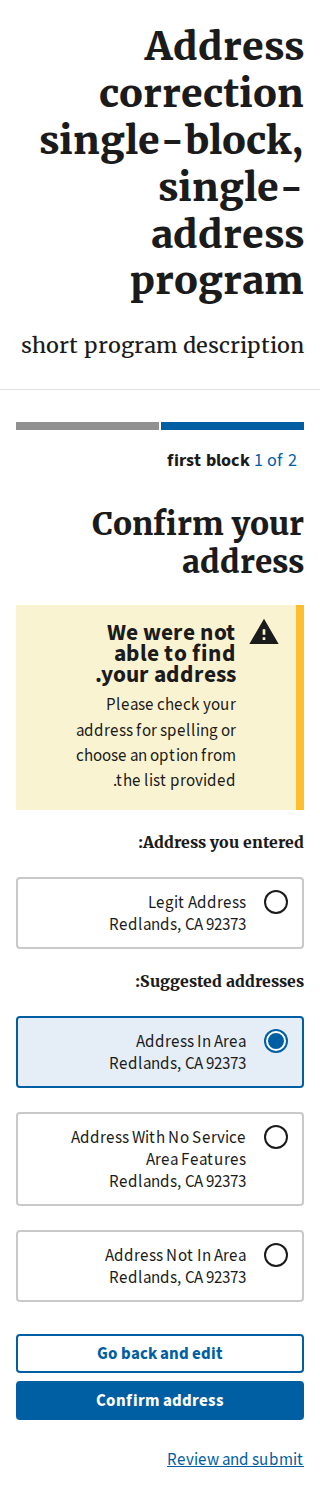 Address
correction
single-block,
single-
address
program
short program description
first block 1 of 2
Confirm your
address
We were not
able to find
.your address
Please check your
address for spelling or
choose an option from
.the list provided
:Address you entered
Legit Address
Redlands, CA 92373
:Suggested addresses
Address In Area
Redlands, CA 92373
Address With No Service
Area Features
Redlands, CA 92373
Address Not In Area
Redlands, CA 92373
Go back and edit
Confirm address
Review and submit